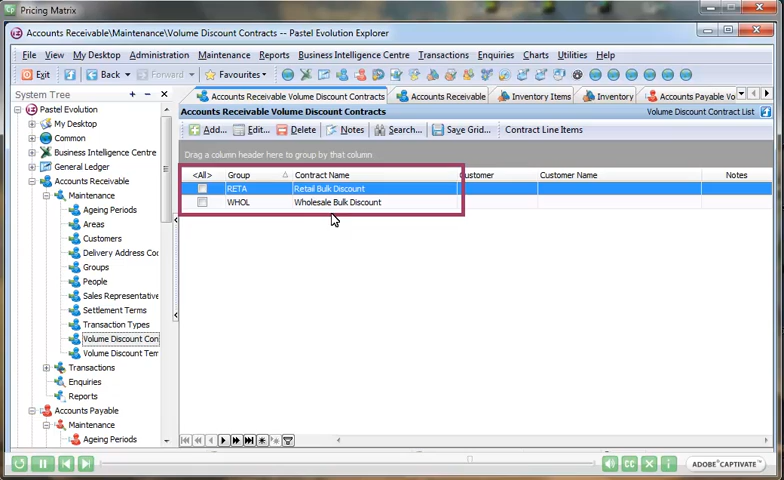 Pricing Matrix
Accounts Receivable\Maintenance\Volume Discount Contracts -- Pastel Evolution Explorer
File View My Desktop Administration Maintenance Reports Business Intelligence Centre Transactions Enquiries Charts Utilities Help
Exit Back Forward Favourites
System Tree
Accounts Receivable Volume Discount Contracts Accounts Receivable Inventory Items Inventory Accounts Payable Vo
Pastel Evolution
My Desktop
Common
Business Intelligence Centre
General Ledger
Accounts Receivable
Maintenance
Ageing Periods
Areas
Customers
Delivery Address Co
Groups
People
Sales Representative
Settlement Terms
Transaction Types
Volume Discount Con
Volume Discount Tem
Transactions
Enquiries
Reports
Accounts Payable
Maintenance
Ageing Periods
Accounts Receivable Volume Discount Contracts Volume Discount Contract List
Add... Edit... Delete Notes Search... Save Grid... Contract Line Items
Drag a column header here to group by that column
<All> Group Contract Name Customer Customer Name Notes
RETA Retail Bulk Discount
WHOL Wholesale Bulk Discount
CC ADOBE CAPTIVATE